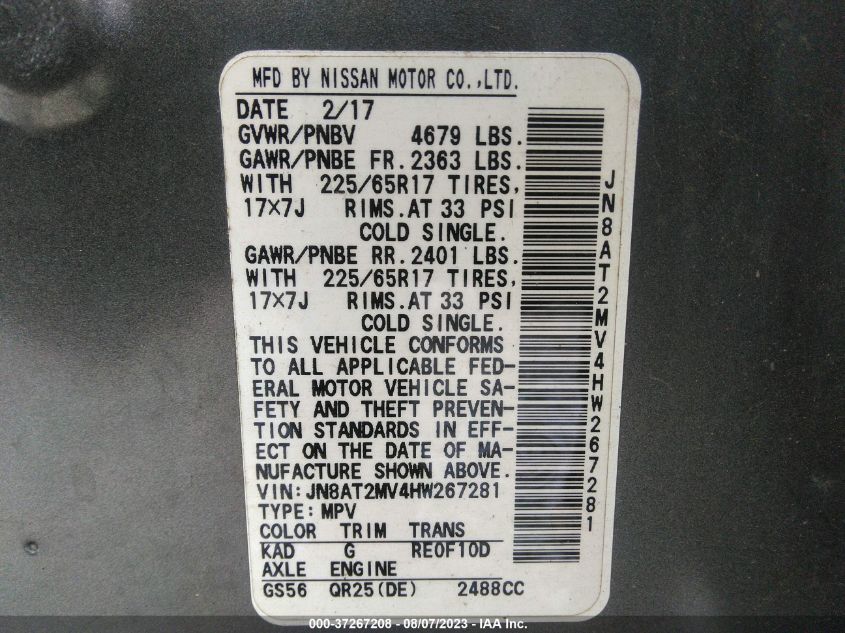 MFD BY NISSAN MOTOR CO.,LTD.
DATE 2/17
GVWR/PNBV 4679 LBS.
GAWR/PNBE FR. 2363 LBS.
WITH 225/65R17 TIRES,
17×7J RIMS.AT 33 PSI
COLD SINGLE.
GAWR/PNBE RR. 2401 LBS.
WITH 225/65R17 TIRES,
17×7J RIMS.AT 33 PSI
COLD SINGLE.
THIS VEHICLE CONFORMS
TO ALL APPLICABLE FED-
ERAL MOTOR VEHICLE SA-
FETY AND THEFT PREVEN-
TION STANDARDS IN EFF-
ECT ON THE DATE OF MA-
NUFACTURE SHOWN ABOVE.
VIN:JN8AT2MV4HW267281
TYPE:MPV
COLOR TRIM TRANS
KAD G RE0F10D
AXLE ENGINE
GS56 QR25(DE) 2488CC
JN8AT2MV4HW267281
000-37267208 - 08/07/2023 - IAA Inc.